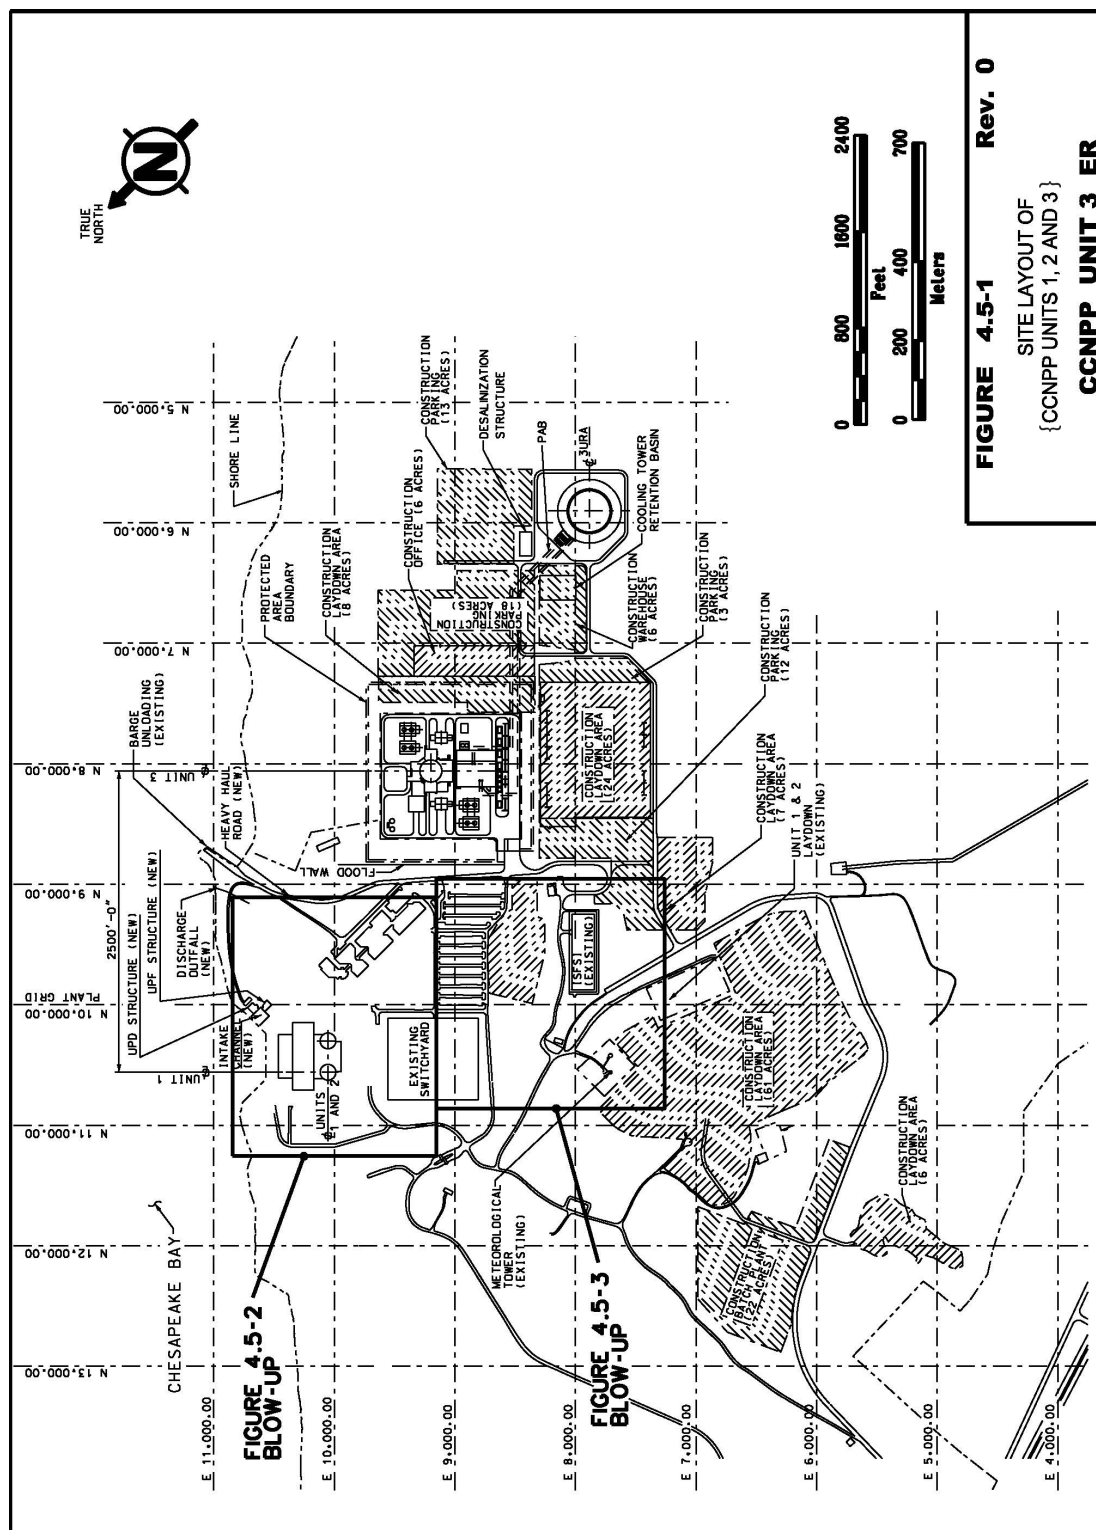 TRUE
NORTH
N
0 800 1600 2400
Feet
0 200 400 700
Meters
FIGURE 4.5-1 Rev. 0
SITE LAYOUT OF
{CCNPP UNITS 1, 2 AND 3}
CCNPP UNIT 3 ER
N 5,000.00
N 6,000.00
N 7,000.00
N 8,000.00
N 9,000.00
N 10,000.00
PLANT GRID
N 11,000.00
N 12,000.00
N 13,000.00
E 11,000.00
E 10,000.00
E 9,000.00
E 8,000.00
E 7,000.00
E 6,000.00
E 5,000.00
E 4,000.00
SHORE LINE
CHESAPEAKE BAY
2500'-0"
UNIT 3
UNIT 1
BARGE
UNLOADING
(EXISTING)
HEAVY HAUL
ROAD (NEW)
PROTECTED
AREA
BOUNDARY
CONSTRUCTION
LAYDOWN AREA
(8 ACRES)
CONSTRUCTION
OFFICE (6 ACRES)
CONSTRUCTION
PARKING
(13 ACRES)
DESALINIZATION
STRUCTURE
PAB
3URA
COOLING TOWER
RETENTION BASIN
CONSTRUCTION
PARKING
(18 ACRES)
CONSTRUCTION
WAREHOUSE
(6 ACRES)
CONSTRUCTION
PARKING
(3 ACRES)
CONSTRUCTION
PARKING
(12 ACRES)
CONSTRUCTION
LAYDOWN AREA
(24 ACRES)
CONSTRUCTION
LAYDOWN AREA
(7 ACRES)
UNIT 1 & 2
LAYDOWN
(EXISTING)
FLOOD WALL
UPD STRUCTURE (NEW)
UPF STRUCTURE (NEW)
DISCHARGE
OUTFALL
(NEW)
INTAKE
CHANNEL
(NEW)
UNITS
1 AND 2
EXISTING
SWITCHYARD
ISFSI
(EXISTING)
METEOROLOGICAL
TOWER
(EXISTING)
CONSTRUCTION
LAYDOWN AREA
(61 ACRES)
CONSTRUCTION
BATCH PLANT
(22 ACRES)
CONSTRUCTION
LAYDOWN AREA
(6 ACRES)
FIGURE 4.5-2
BLOW-UP
FIGURE 4.5-3
BLOW-UP